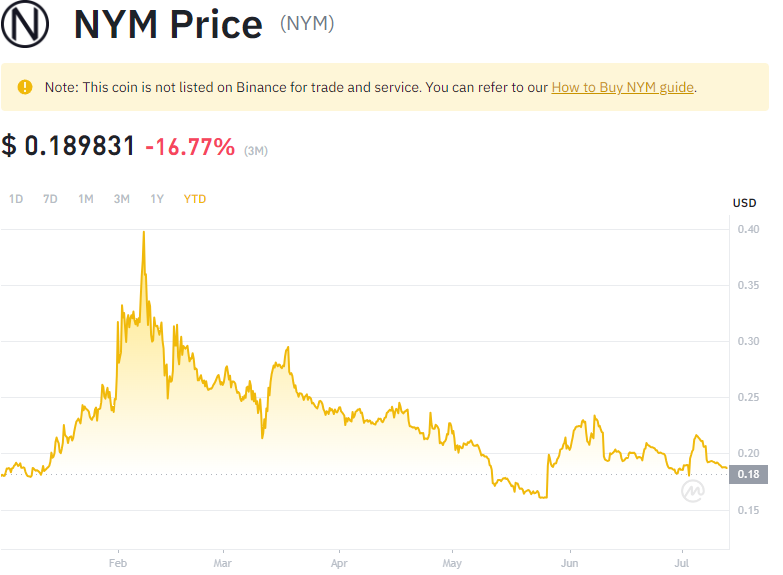 NYM Price (NYM)
Note: This coin is not listed on Binance for trade and service. You can refer to our How to Buy NYM guide.
$ 0.189831 -16.77% (3M)
1D 7D 1M 3M 1Y YTD
USD
0.40
0.35
0.30
0.25
0.20
0.18
0.15
Feb Mar Apr May Jun Jul